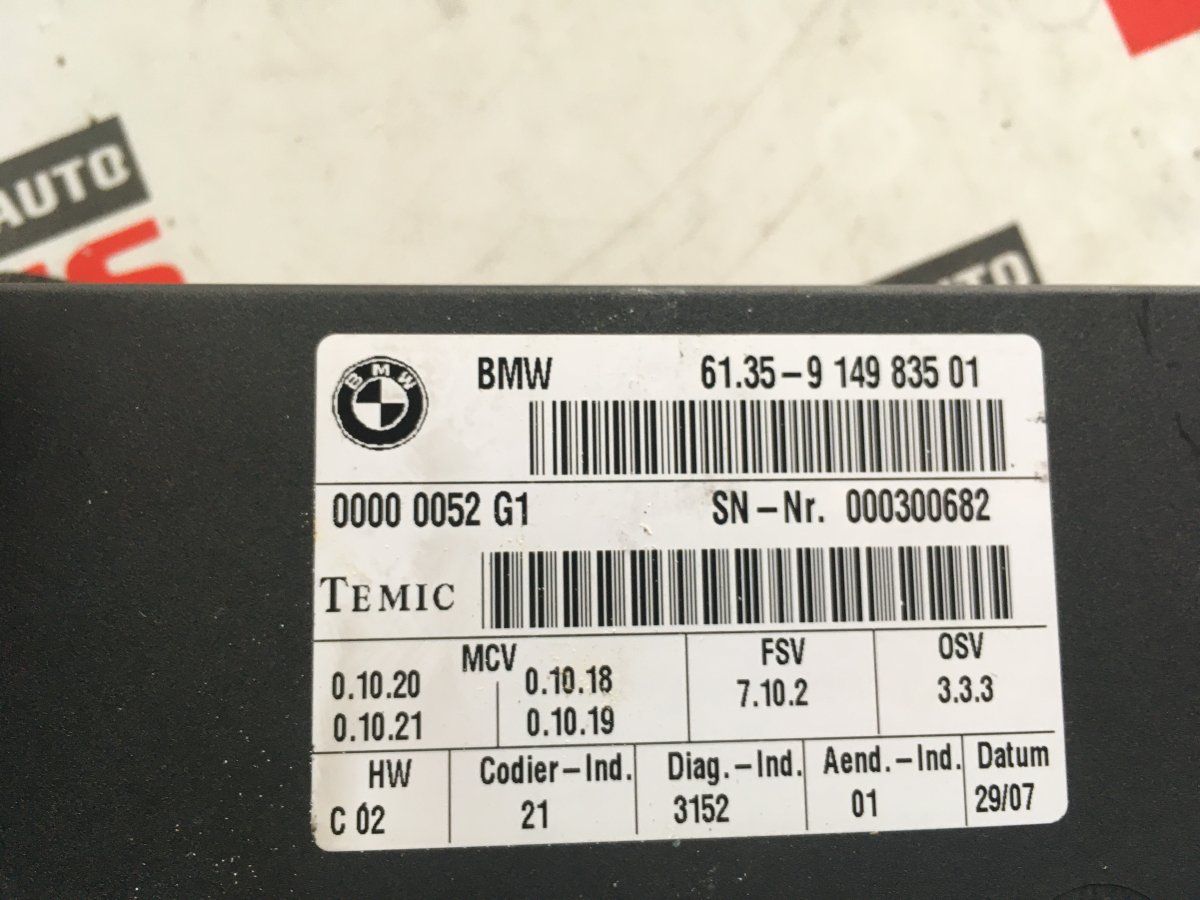 AUTO
AUTO
BMW
BMW 61.35-9 149 835 01
0000 0052 G1 SN-Nr. 000300682
TEMIC
MCV FSV OSV
0.10.20 0.10.18 7.10.2 3.3.3
0.10.21 0.10.19
HW Codier-Ind. Diag.-Ind. Aend.-Ind. Datum
C 02 21 3152 01 29/07